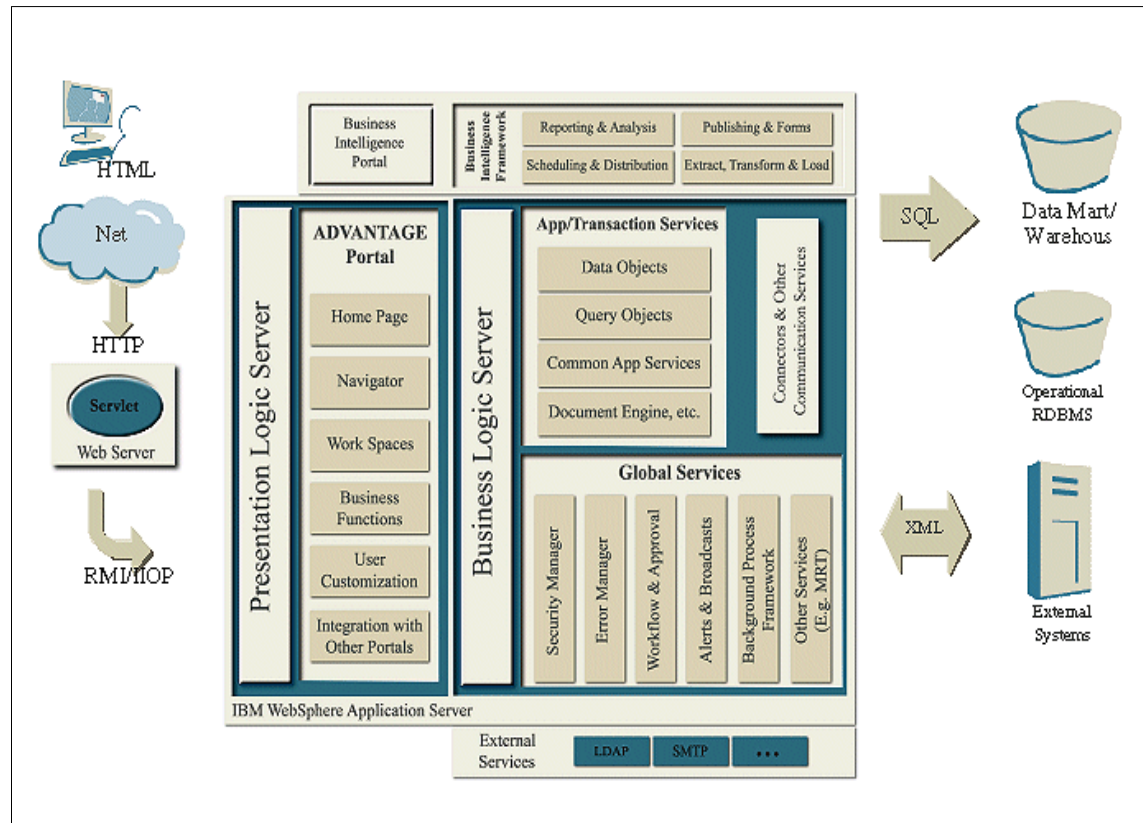 HTML
Net
HTTP
Servlet
Web Server
RMI/IIOP
Business
Intelligence
Portal
Business
Intelligence
Framework
Reporting & Analysis
Publishing & Forms
Scheduling & Distribution
Extract, Transform & Load
Presentation Logic Server
ADVANTAGE
Portal
Home Page
Navigator
Work Spaces
Business
Functions
User
Customization
Integration with
Other Portals
Business Logic Server
App/Transaction Services
Data Objects
Query Objects
Common App Services
Document Engine, etc.
Connectors & Other
Communication Services
Global Services
Security Manager
Error Manager
Workflow & Approval
Alerts & Broadcasts
Background Process
Framework
Other Services
(E.g. MRT)
IBM WebSphere Application Server
External
Services
LDAP
SMTP
...
SQL
Data Mart/
Warehous
Operational
RDBMS
XML
External
Systems